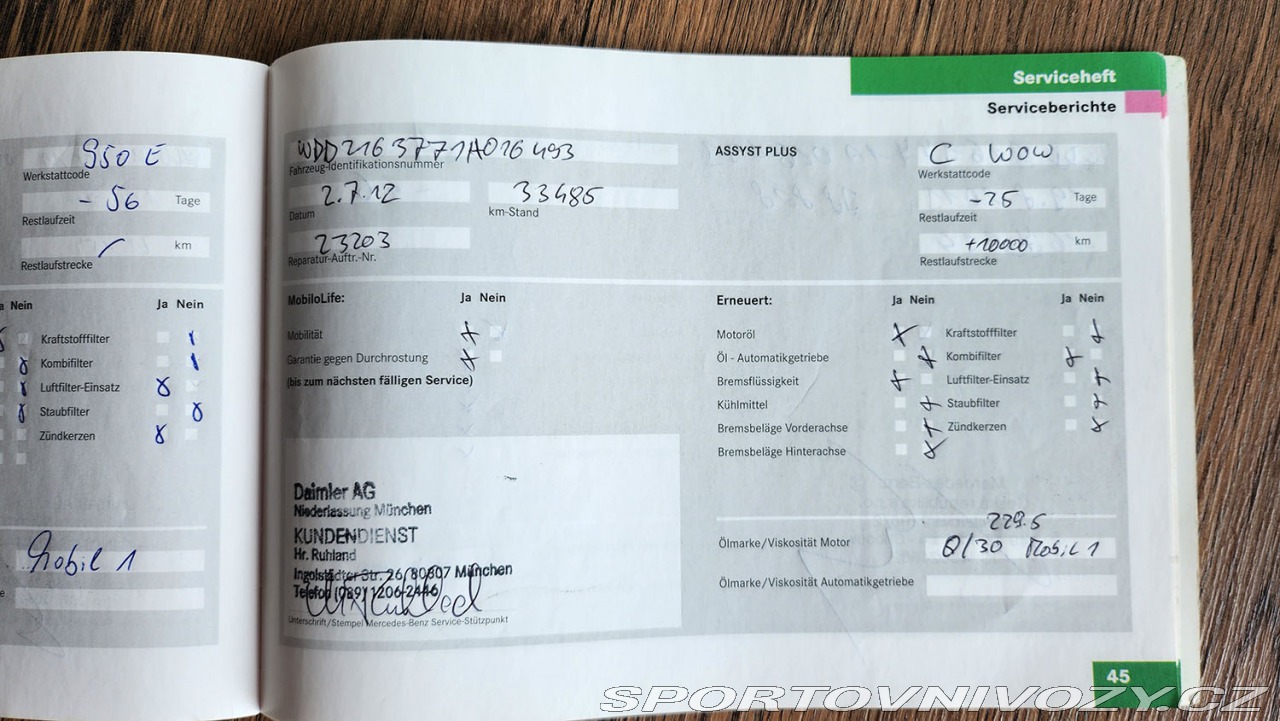 Serviceheft
Serviceberichte
950 E
Werkstattcode
- 56 Tage
Restlaufzeit
km
Restlaufstrecke
Nein Ja Nein
Kraftstofffilter
Kombifilter
Luftfilter-Einsatz
Staubfilter
Zündkerzen
Mobil 1
WDD2163771A016493
Fahrzeug-Identifikationsnummer
2.7.12 33485
Datum km-Stand
23203
Reparatur-Auftr.-Nr.
ASSYST PLUS
C WOW
Werkstattcode
-25 Tage
Restlaufzeit
+10000 km
Restlaufstrecke
MobiloLife: Ja Nein
Mobilität
Garantie gegen Durchrostung
(bis zum nächsten fälligen Service)
Erneuert: Ja Nein Ja Nein
Motoröl Kraftstofffilter
Öl - Automatikgetriebe Kombifilter
Bremsflüssigkeit Luftfilter-Einsatz
Kühlmittel Staubfilter
Bremsbeläge Vorderachse Zündkerzen
Bremsbeläge Hinterachse
Daimler AG
Niederlassung München
KUNDENDIENST
Hr. Ruhland
Ingolstädter Str. 26/80807 München
Telefon (089) 1206-2446
Unterschrift/Stempel Mercedes-Benz Service-Stützpunkt
229.5
Ölmarke/Viskosität Motor 0/30 Mobil 1
Ölmarke/Viskosität Automatikgetriebe
45
SPORTOVNIVOZY.CZ